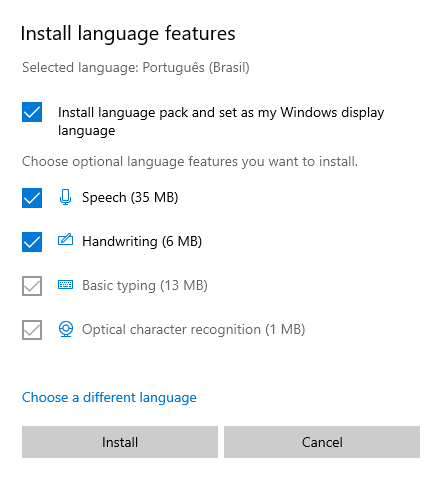 Install language features
Selected language: Português (Brasil)
Install language pack and set as my Windows display
language
Choose optional language features you want to install.
Speech (35 MB)
Handwriting (6 MB)
Basic typing (13 MB)
Optical character recognition (1 MB)
Choose a different language
Install
Cancel